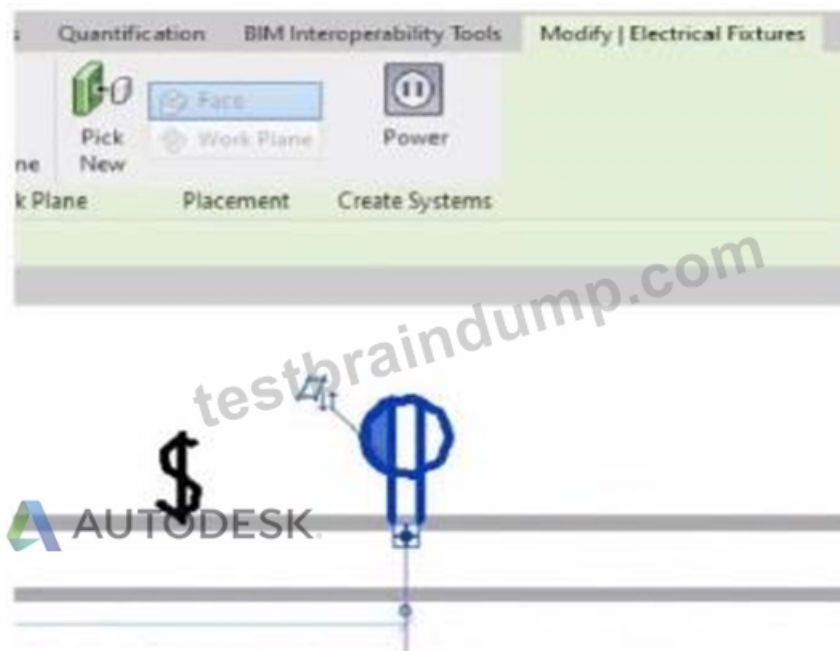 Quantification BIM Interoperability Tools Modify | Electrical Fixtures
Face
Pick New
Work Plane
Power
ne
k Plane Placement Create Systems
testbraindump.com
$
AUTODESK.